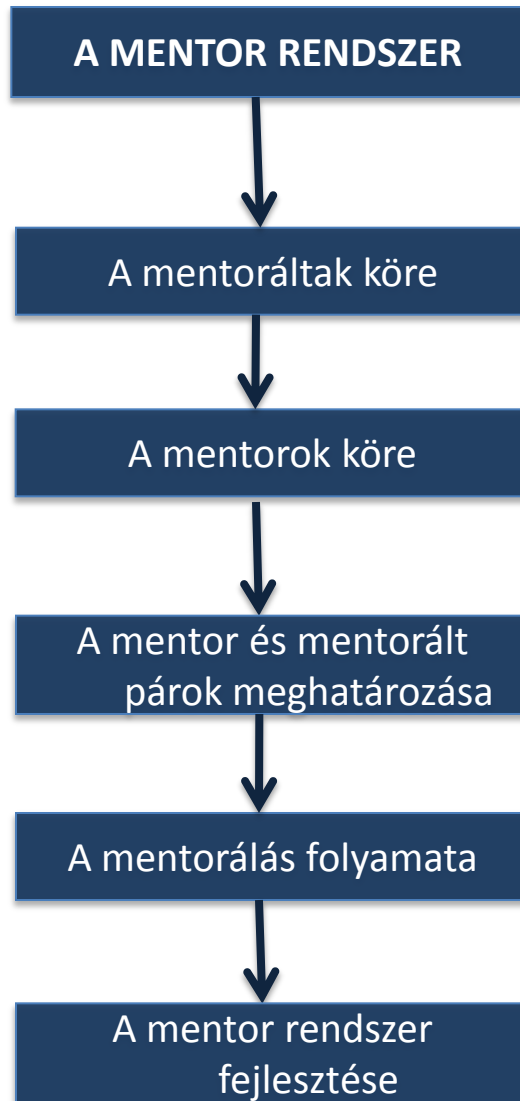 A MENTOR RENDSZER
A mentoráltak köre
A mentorok köre
A mentor és mentorált
párok meghatározása
A mentorálás folyamata
A mentor rendszer
fejlesztése